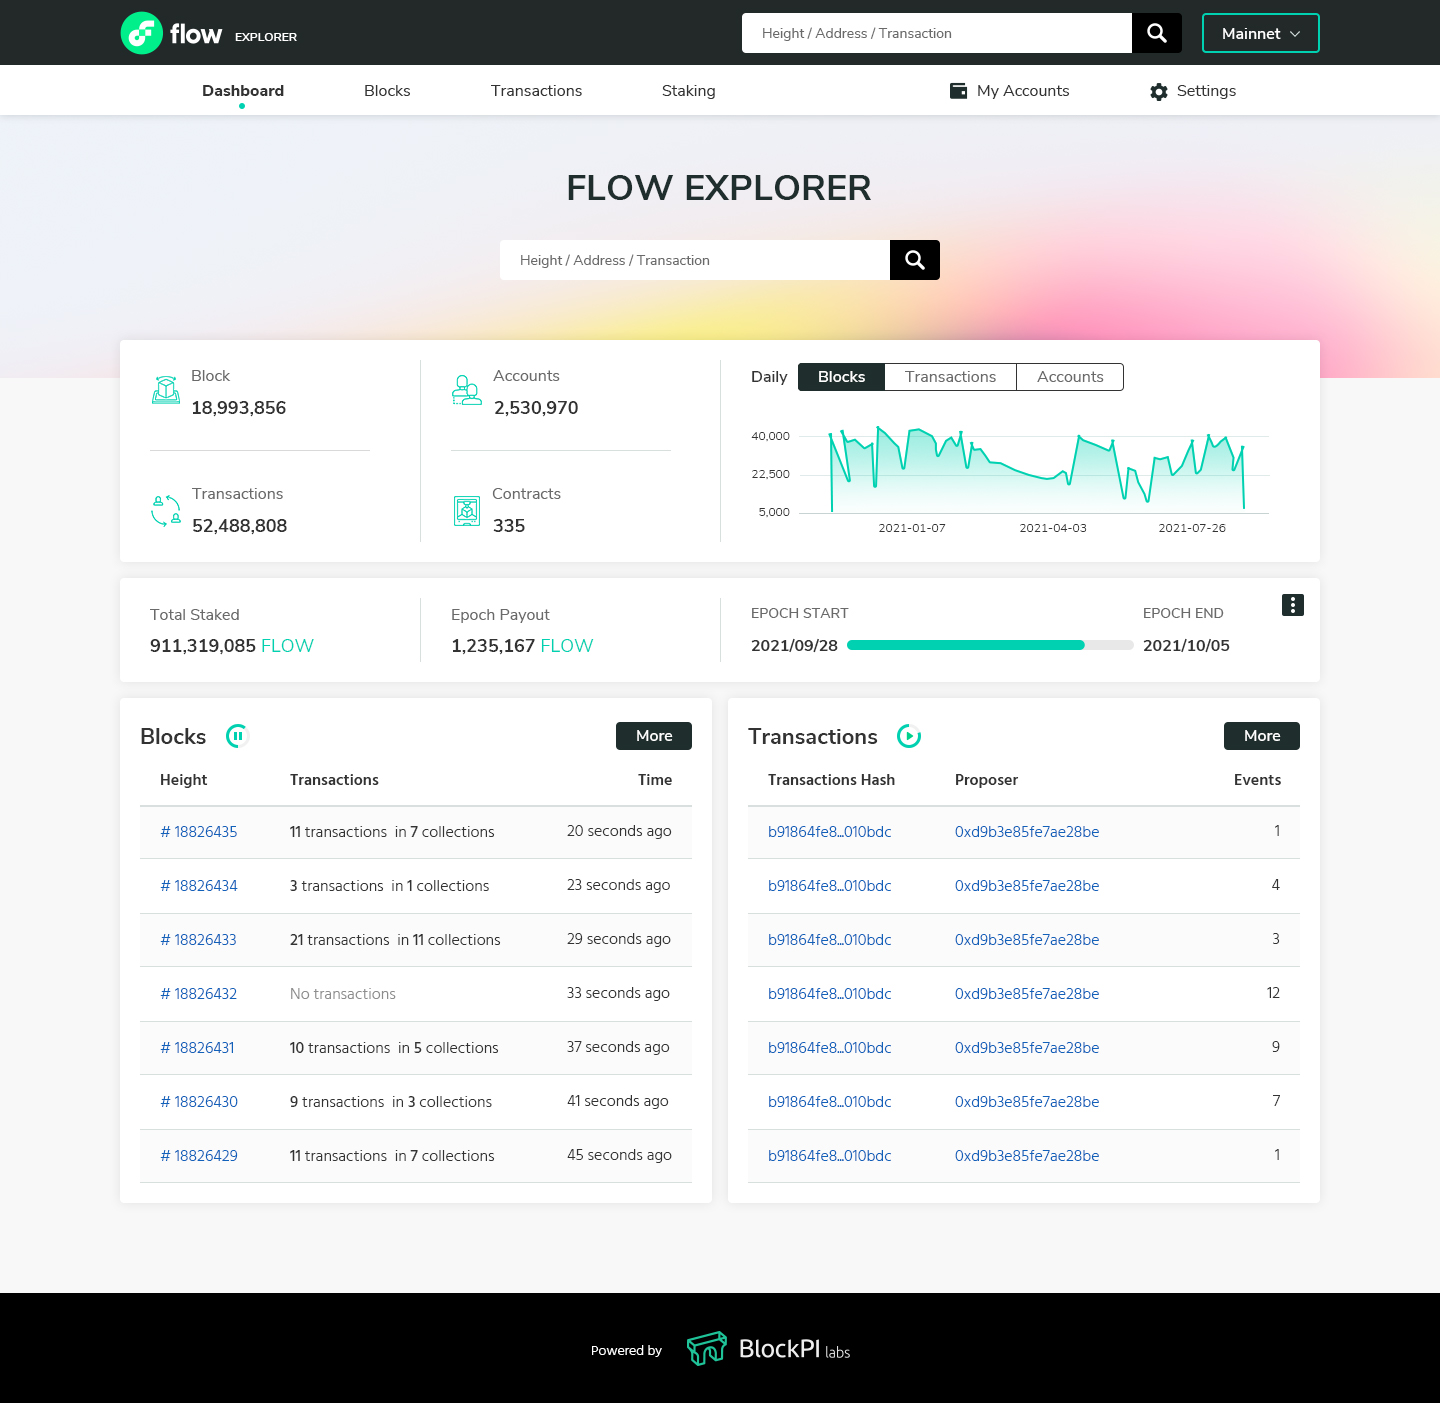 flow EXPLORER
Height / Address / Transaction
Mainnet
Dashboard Blocks Transactions Staking My Accounts Settings
FLOW EXPLORER
Height / Address / Transaction
Block
18,993,856
Accounts
2,530,970
Transactions
52,488,808
Contracts
335
Daily Blocks Transactions Accounts
40,000
22,500
5,000
2021-01-07 2021-04-03 2021-07-26
Total Staked
911,319,085 FLOW
Epoch Payout
1,235,167 FLOW
EPOCH START EPOCH END
2021/09/28 2021/10/05
Blocks More
Height Transactions Time
# 18826435 11 transactions in 7 collections 20 seconds ago
# 18826434 3 transactions in 1 collections 23 seconds ago
# 18826433 21 transactions in 11 collections 29 seconds ago
# 18826432 No transactions 33 seconds ago
# 18826431 10 transactions in 5 collections 37 seconds ago
# 18826430 9 transactions in 3 collections 41 seconds ago
# 18826429 11 transactions in 7 collections 45 seconds ago
Transactions More
Transactions Hash Proposer Events
b91864fe8...010bdc 0xd9b3e85fe7ae28be 1
b91864fe8...010bdc 0xd9b3e85fe7ae28be 4
b91864fe8...010bdc 0xd9b3e85fe7ae28be 3
b91864fe8...010bdc 0xd9b3e85fe7ae28be 12
b91864fe8...010bdc 0xd9b3e85fe7ae28be 9
b91864fe8...010bdc 0xd9b3e85fe7ae28be 7
b91864fe8...010bdc 0xd9b3e85fe7ae28be 1
Powered by BlockPI labs